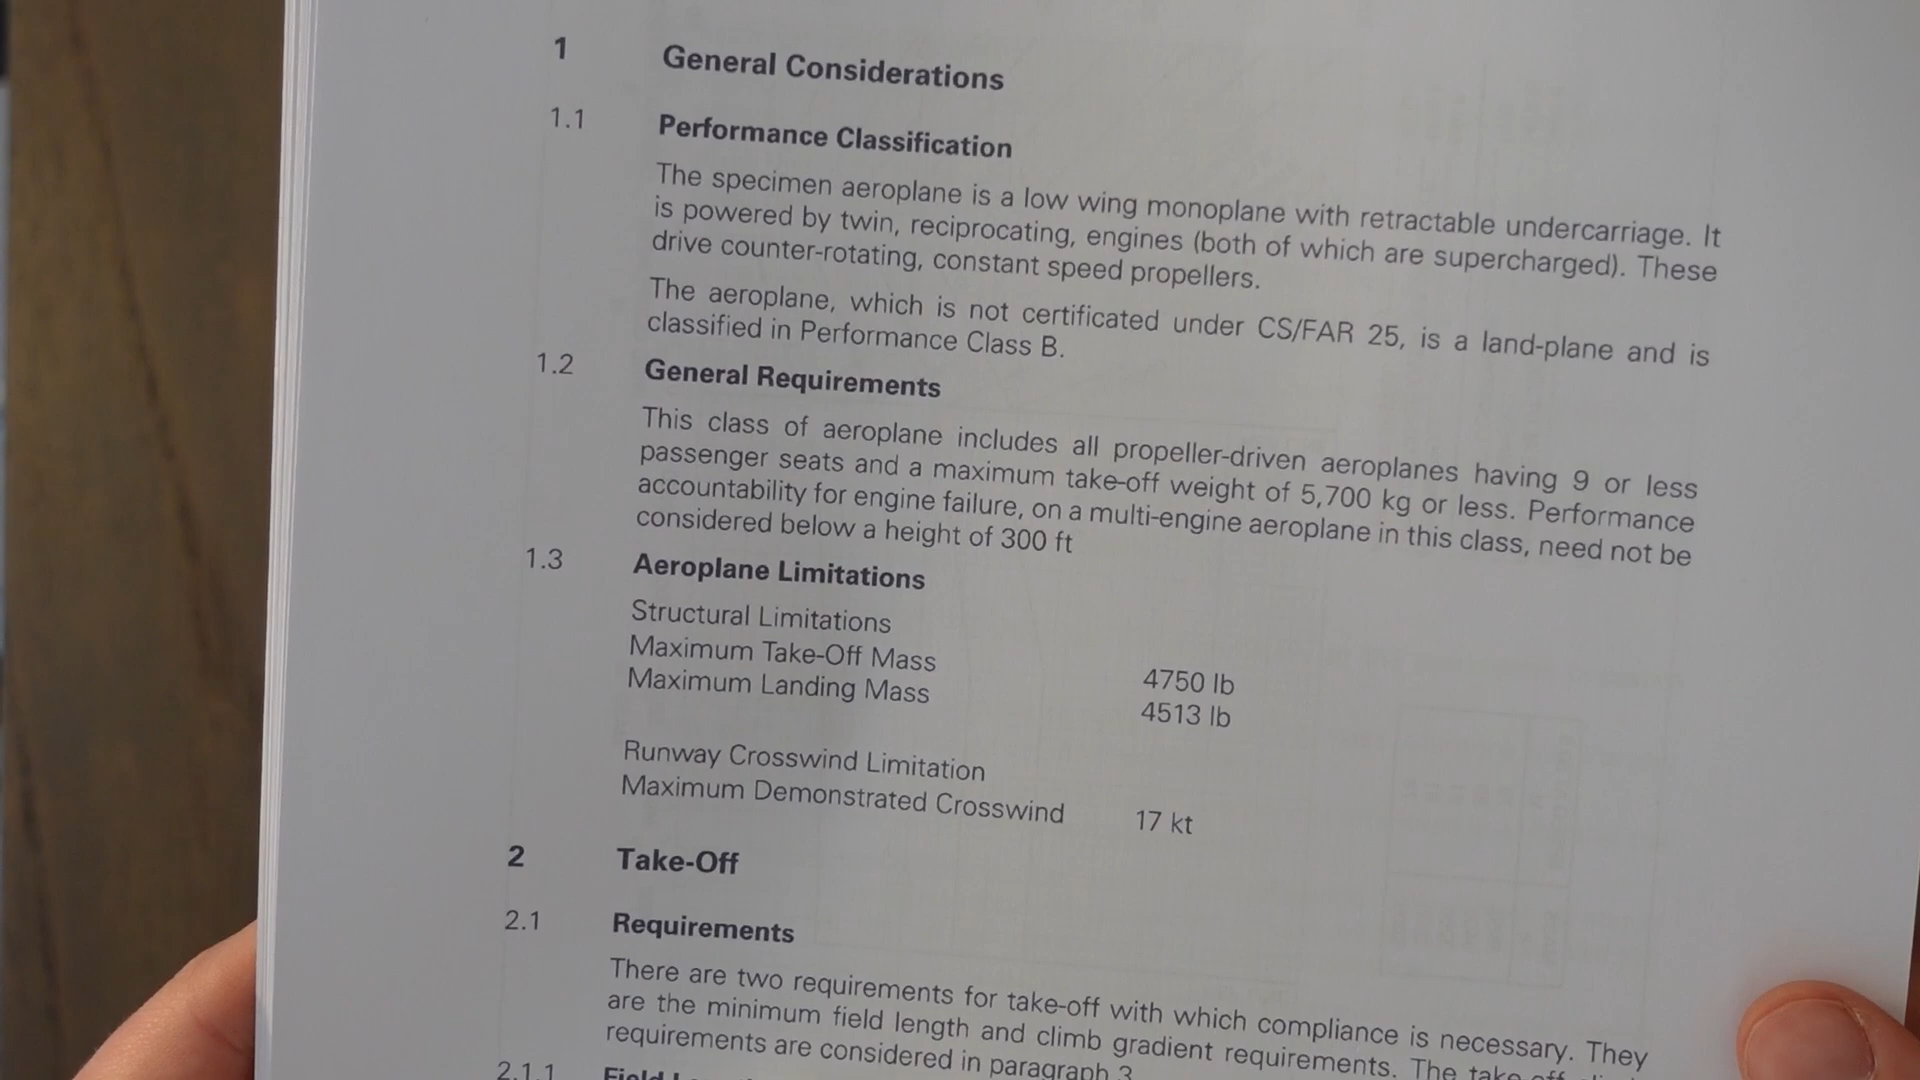 1 General Considerations
1.1 Performance Classification
The specimen aeroplane is a low wing monoplane with retractable undercarriage. It
is powered by twin, reciprocating, engines (both of which are supercharged). These
drive counter-rotating, constant speed propellers.
The aeroplane, which is not certificated under CS/FAR 25, is a land-plane and is
classified in Performance Class B.
1.2 General Requirements
This class of aeroplane includes all propeller-driven aeroplanes having 9 or less
passenger seats and a maximum take-off weight of 5,700 kg or less. Performance
accountability for engine failure, on a multi-engine aeroplane in this class, need not be
considered below a height of 300 ft
1.3 Aeroplane Limitations
Structural Limitations
Maximum Take-Off Mass 4750 lb
Maximum Landing Mass 4513 lb
Runway Crosswind Limitation
Maximum Demonstrated Crosswind 17 kt
2 Take-Off
2.1 Requirements
There are two requirements for take-off with which compliance is necessary. They
are the minimum field length and climb gradient requirements. The take-off
requirements are considered in paragraph 3
2.1.1 Field